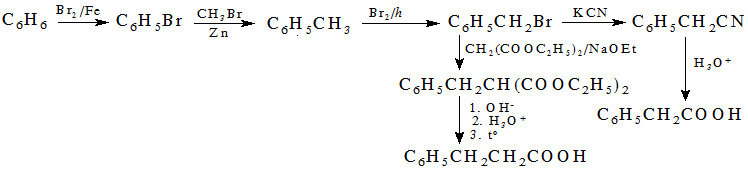 C₆H₆ Br₂/Fe C₆H₅Br CH₃Br Zn C₆H₅CH₃ Br₂/h C₆H₅CH₂Br KCN C₆H₅CH₂CN
CH₂(COOC₂H₅)₂/NaOEt H₃O⁺
C₆H₅CH₂CH(COOC₂H₅)₂
C₆H₅CH₂COOH
1. OH⁻
2. H₃O⁺
3. t°
C₆H₅CH₂CH₂COOH